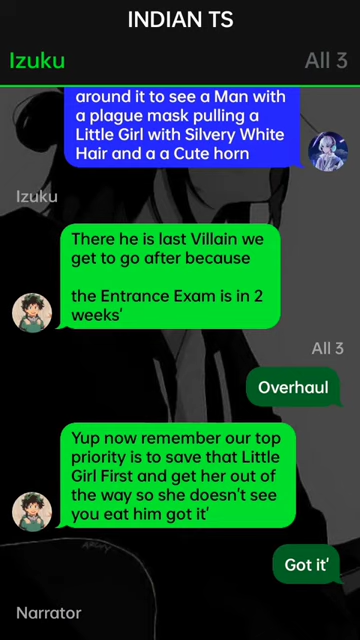 INDIAN TS
Izuku
All 3
around it to see a Man with
a plague mask pulling a
Little Girl with Silvery White
Hair and a a Cute horn
Izuku
There he is last Villain we
get to go after because
the Entrance Exam is in 2
weeks'
All 3
Overhaul
Yup now remember our top
priority is to save that Little
Girl First and get her out of
the way so she doesn't see
you eat him got it'
Got it'
Narrator